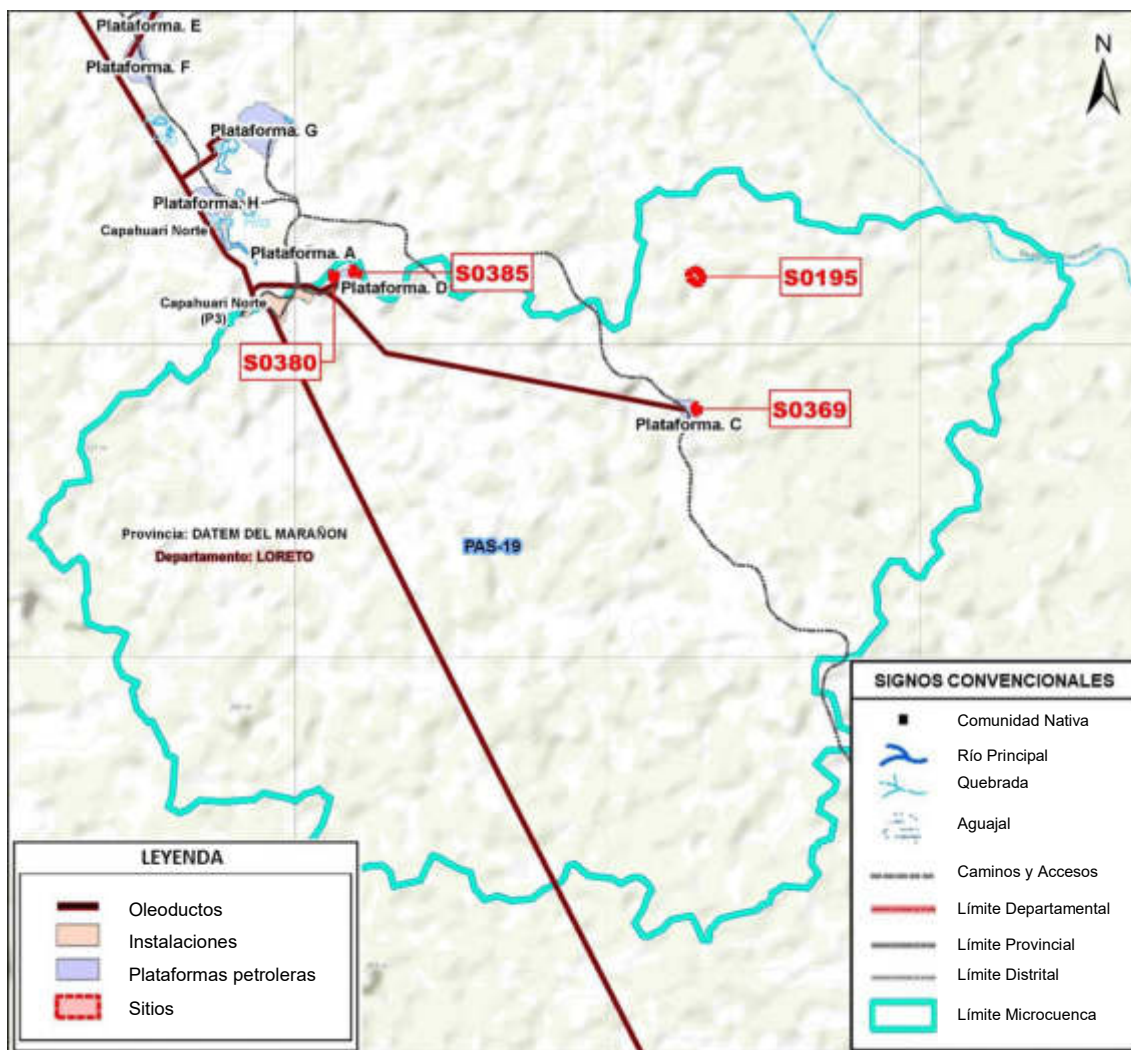 Plataforma. E
Plataforma. F
N
Plataforma. G
Plataforma. H
Capahuari Norte
Plataforma. A
S0385
S0195
Plataforma. D
Capahuari Norte
(P3)
S0380
S0369
Plataforma. C
Provincia: DATEM DEL MARAÑON
Departamento: LORETO
PAS-19
SIGNOS CONVENCIONALES
Comunidad Nativa
Río Principal
Quebrada
Aguajal
Caminos y Accesos
Límite Departamental
Límite Provincial
Límite Distrital
Límite Microcuenca
LEYENDA
Oleoductos
Instalaciones
Plataformas petroleras
Sitios